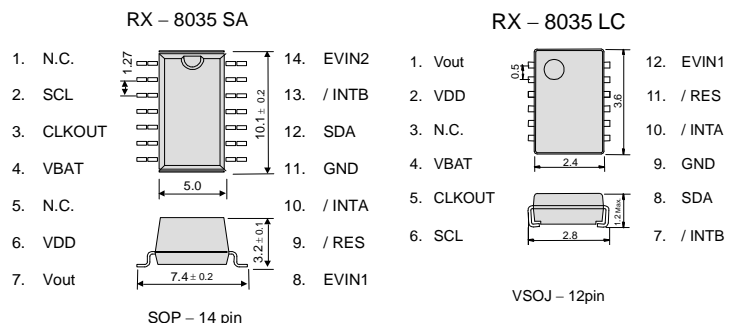 RX – 8035 SA
1. N.C.
2. SCL
3. CLKOUT
4. VBAT
5. N.C.
6. VDD
7. Vout
1.27
10.1 ± 0.2
5.0
3.2 ± 0.1
7.4 ± 0.2
14. EVIN2
13. / INTB
12. SDA
11. GND
10. / INTA
9. / RES
8. EVIN1
SOP – 14 pin
RX – 8035 LC
1. Vout
2. VDD
3. N.C.
4. VBAT
5. CLKOUT
6. SCL
0.5
3.6
2.4
1.2 Max.
2.8
12. EVIN1
11. / RES
10. / INTA
9. GND
8. SDA
7. / INTB
VSOJ – 12pin